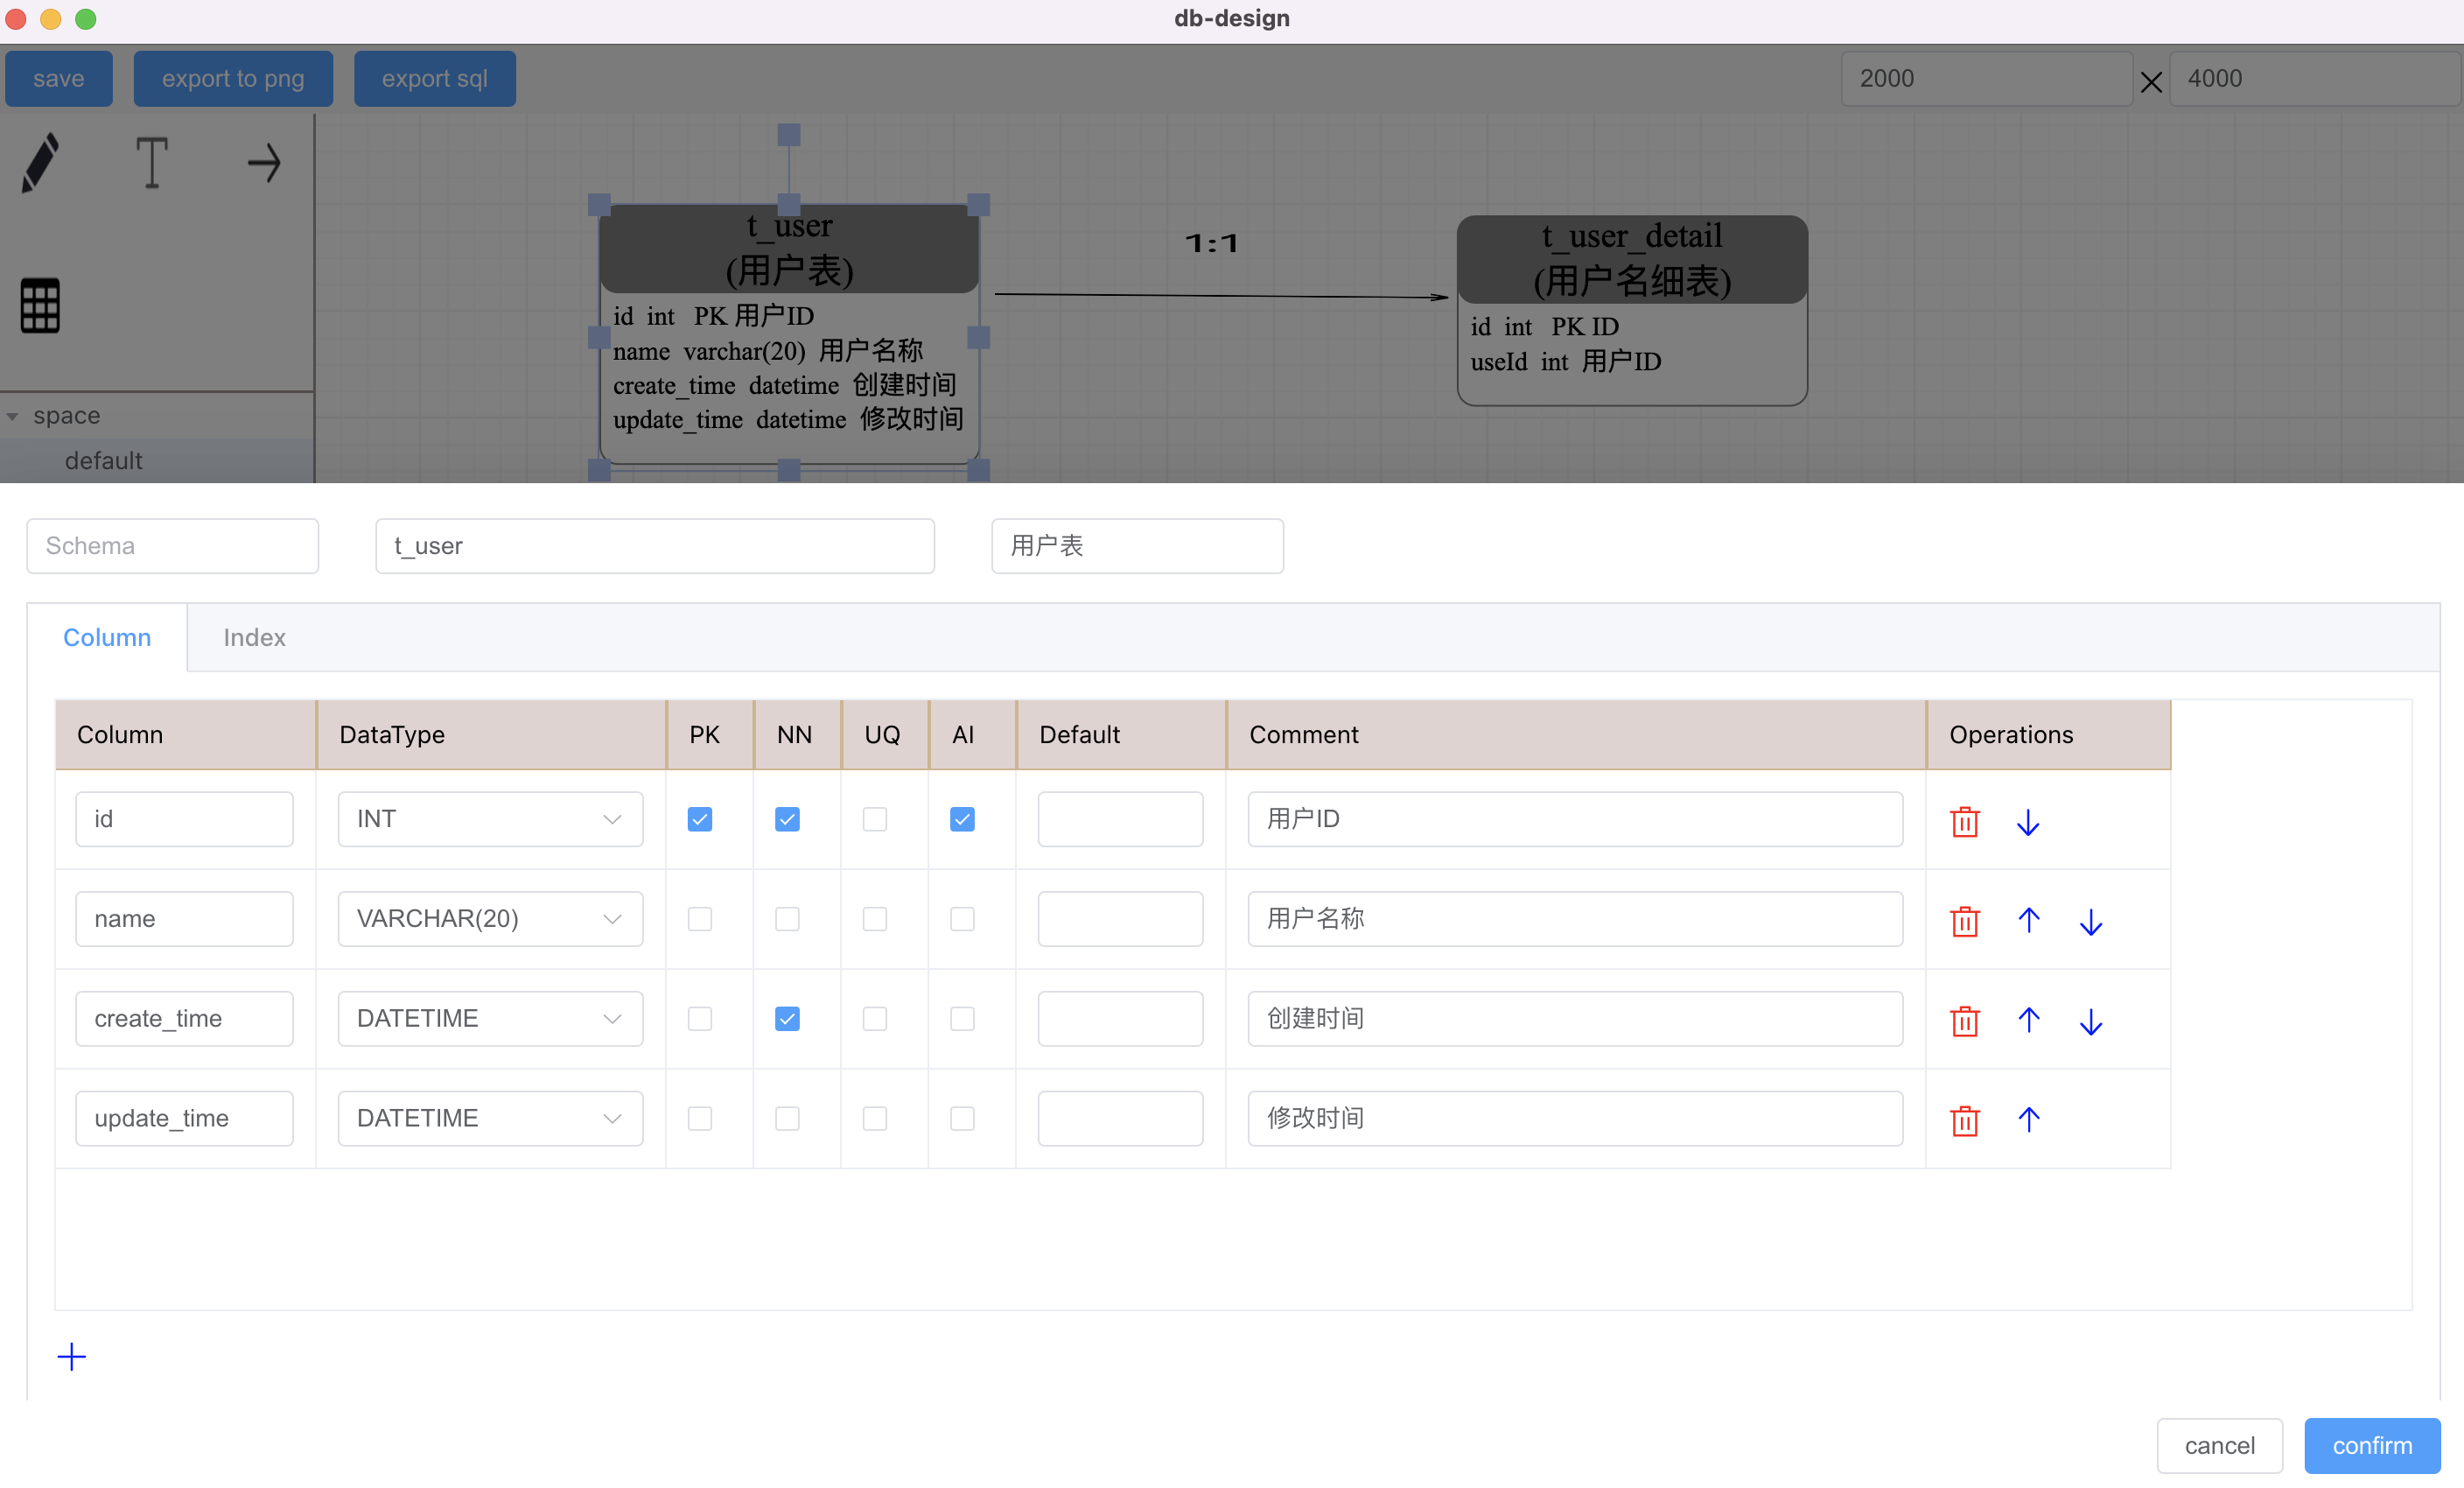 db-design
save export to png export sql 2000 4000
t_user
(用户表)
id int PK 用户ID
name varchar(20) 用户名称
create_time datetime 创建时间
update_time datetime 修改时间
1:1
t_user_detail
(用户名细表)
id int PK ID
useId int 用户ID
space
default
Schema t_user 用户表
Column Index
Column DataType PK NN UQ AI Default Comment Operations
id INT 用户ID
name VARCHAR(20) 用户名称
create_time DATETIME 创建时间
update_time DATETIME 修改时间
cancel confirm